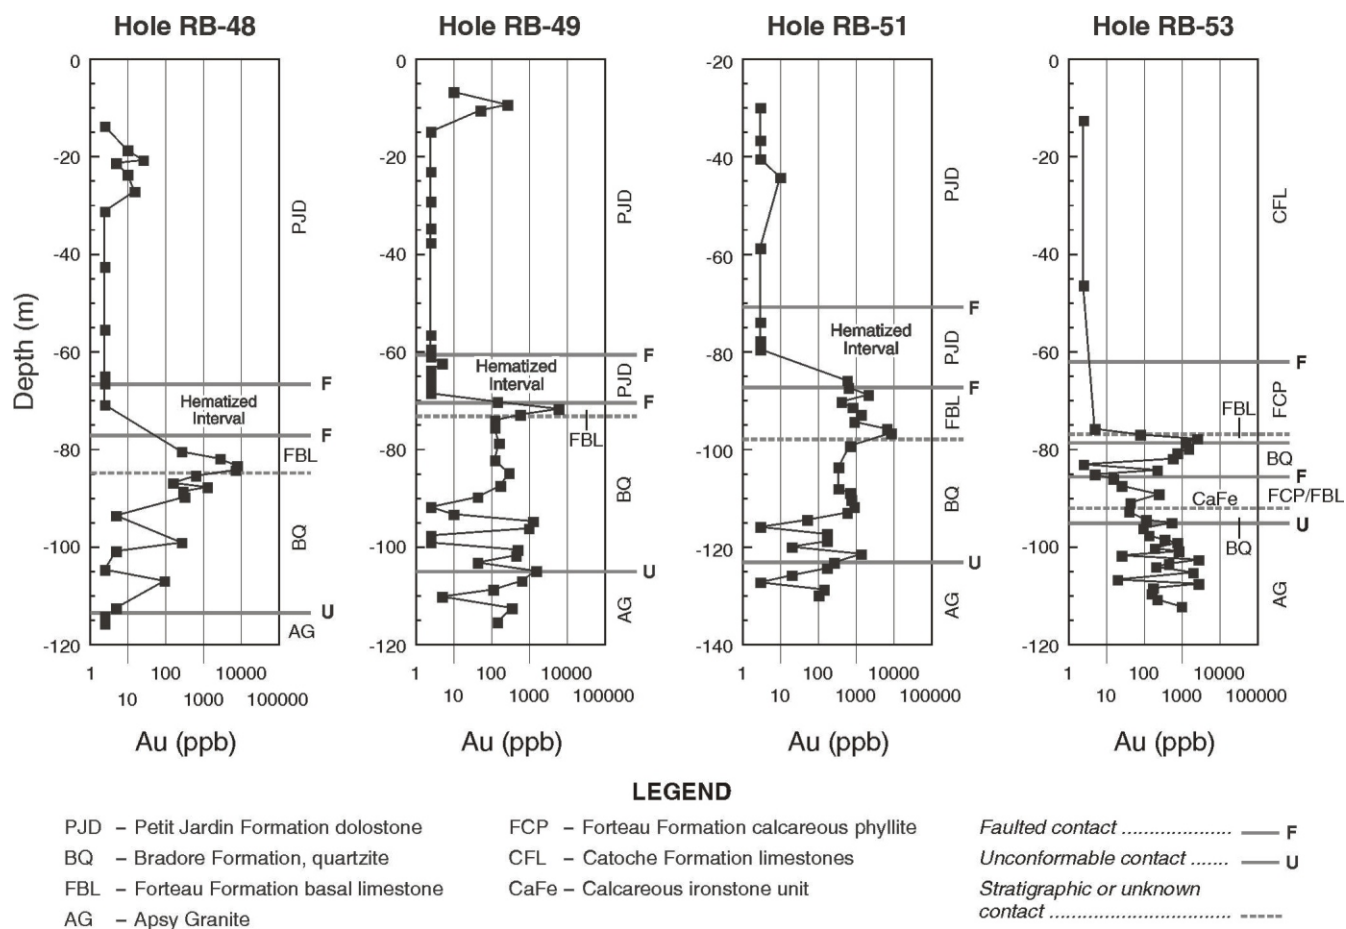 Hole RB-48
Hole RB-49
Hole RB-51
Hole RB-53
Depth (m)
0
-20
-40
-60
-80
-100
-120
PJD
F
Hematized
Interval
F
FBL
BQ
U
AG
1 100 10000
10 1000 100000
Au (ppb)
0
-20
-40
-60
-80
-100
-120
PJD
F
Hematized
Interval
PJD
F
FBL
BQ
U
AG
1 100 10000
10 1000 100000
Au (ppb)
-20
-40
-60
-80
-100
-120
-140
PJD
F
Hematized
Interval
PJD
F
FBL
BQ
U
AG
1 100 10000
10 1000 100000
Au (ppb)
0
-20
-40
-60
-80
-100
-120
CFL
F
FCP
FBL
BQ
F
CaFe
FCP/FBL
U
BQ
AG
1 100 10000
10 1000 100000
Au (ppb)
LEGEND
PJD – Petit Jardin Formation dolostone
BQ – Bradore Formation, quartzite
FBL – Forteau Formation basal limestone
AG – Apsy Granite
FCP – Forteau Formation calcareous phyllite
CFL – Catoche Formation limestones
CaFe – Calcareous ironstone unit
Faulted contact ..................... F
Unconformable contact ....... U
Stratigraphic or unknown
contact ..................................